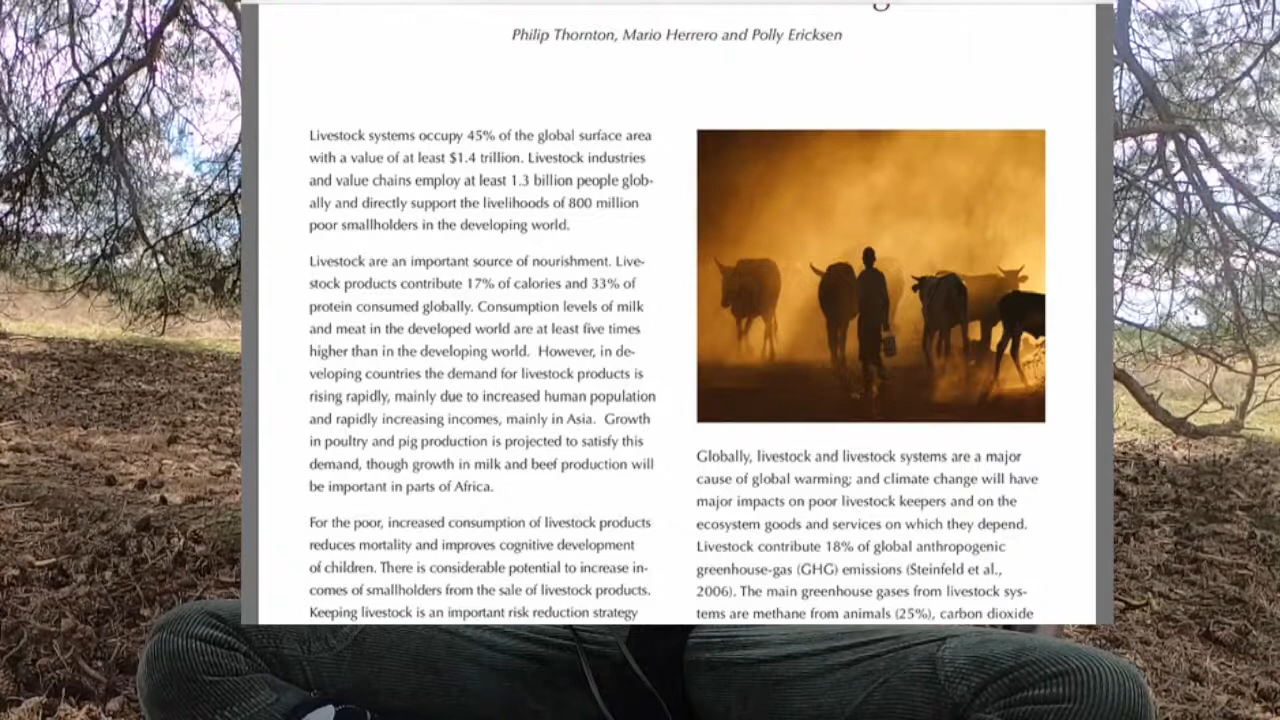 Philip Thornton, Mario Herrero and Polly Ericksen
Livestock systems occupy 45% of the global surface area
with a value of at least $1.4 trillion. Livestock industries
and value chains employ at least 1.3 billion people glob-
ally and directly support the livelihoods of 800 million
poor smallholders in the developing world.
Livestock are an important source of nourishment. Live-
stock products contribute 17% of calories and 33% of
protein consumed globally. Consumption levels of milk
and meat in the developed world are at least five times
higher than in the developing world. However, in de-
veloping countries the demand for livestock products is
rising rapidly, mainly due to increased human population
and rapidly increasing incomes, mainly in Asia. Growth
in poultry and pig production is projected to satisfy this
demand, though growth in milk and beef production will
be important in parts of Africa.
For the poor, increased consumption of livestock products
reduces mortality and improves cognitive development
of children. There is considerable potential to increase in-
comes of smallholders from the sale of livestock products.
Keeping livestock is an important risk reduction strategy
Globally, livestock and livestock systems are a major
cause of global warming; and climate change will have
major impacts on poor livestock keepers and on the
ecosystem goods and services on which they depend.
Livestock contribute 18% of global anthropogenic
greenhouse-gas (GHG) emissions (Steinfeld et al.,
2006). The main greenhouse gases from livestock sys-
tems are methane from animals (25%), carbon dioxide